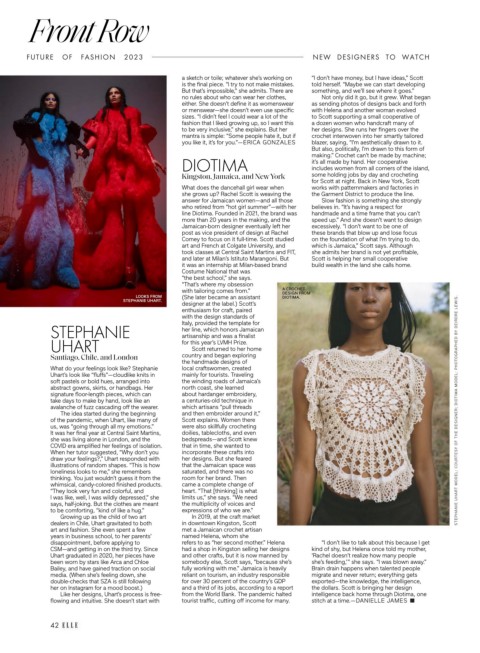 Front Row
FUTURE OF FASHION 2023
NEW DESIGNERS TO WATCH
LOOKS FROM
STEPHANIE UHART.
STEPHANIE
UHART
Santiago, Chile, and London
What do your feelings look like? Stephanie
Uhart's look like "fluffs"—cloudlike knits in
soft pastels or bold hues, arranged into
abstract gowns, skirts, or handbags. Her
signature floor-length pieces, which can
take days to make by hand, look like an
avalanche of fuzz cascading off the wearer.
The idea started during the beginning
of the pandemic, when Uhart, like many of
us, was "going through all my emotions."
It was her final year at Central Saint Martins,
she was living alone in London, and the
COVID era amplified her feelings of isolation.
When her tutor suggested, "Why don't you
draw your feelings?," Uhart responded with
illustrations of random shapes. "This is how
loneliness looks to me," she remembers
thinking. You just wouldn't guess it from the
whimsical, candy-colored finished products.
"They look very fun and colorful, and
I was like, well, I was wildly depressed," she
says, half-joking. But the clothes are meant
to be comforting, "kind of like a hug."
Growing up as the child of two art
dealers in Chile, Uhart gravitated to both
art and fashion. She even spent a few
years in business school, to her parents'
disappointment, before applying to
CSM—and getting in on the third try. Since
Uhart graduated in 2020, her pieces have
been worn by stars like Arca and Chloe
Bailey, and have gained traction on social
media. (When she's feeling down, she
double-checks that SZA is still following
her on Instagram for a mood boost.)
Like her designs, Uhart's process is free-
flowing and intuitive. She doesn't start with
a sketch or toile; whatever she's working on
is the final piece. "I try to not make mistakes.
But that's impossible," she admits. There are
no rules about who can wear her clothes,
either. She doesn't define it as womenswear
or menswear—she doesn't even use specific
sizes. "I didn't feel I could wear a lot of the
fashion that I liked growing up, so I want this
to be very inclusive," she explains. But her
mantra is simple: "Some people hate it, but if
you like it, it's for you."—ERICA GONZALES
DIOTIMA
Kingston, Jamaica, and New York
What does the dancehall girl wear when
she grows up? Rachel Scott is weaving the
answer for Jamaican women—and all those
who retired from "hot girl summer"—with her
line Diotima. Founded in 2021, the brand was
more than 20 years in the making, and the
Jamaican-born designer eventually left her
post as vice president of design at Rachel
Comey to focus on it full-time. Scott studied
art and French at Colgate University, and
took classes at Central Saint Martins and FIT,
and later at Milan's Istituto Marangoni. But
it was an internship at Milan-based brand
Costume National that was
"the best school," she says.
"That's where my obsession
with tailoring comes from."
(She later became an assistant
designer at the label.) Scott's
enthusiasm for craft, paired
with the design standards of
Italy, provided the template for
her line, which honors Jamaican
artisanship and was a finalist
for this year's LVMH Prize.
Scott returned to her home
country and began exploring
the handmade designs of
local craftswomen, created
mainly for tourists. Traveling
the winding roads of Jamaica's
north coast, she learned
about hardanger embroidery,
a centuries-old technique in
which artisans "pull threads
and then embroider around it,"
Scott explains. Women there
were also skillfully crocheting
doilies, tablecloths, and even
bedspreads—and Scott knew
that in time, she wanted to
incorporate these crafts into
her designs. But she feared
that the Jamaican space was
saturated, and there was no
room for her brand. Then
came a complete change of
heart. "That [thinking] is what
limits us," she says. "We need
the multiplicity of voices and
expressions of who we are."
In 2019, at the craft market
in downtown Kingston, Scott
met a Jamaican crochet artisan
named Helena, whom she
refers to as "her second mother." Helena
had a shop in Kingston selling her designs
and other crafts, but it is now manned by
somebody else, Scott says, "because she's
fully working with me." Jamaica is heavily
reliant on tourism, an industry responsible
for over 30 percent of the country's GDP
and a third of its jobs, according to a report
from the World Bank. The pandemic halted
tourist traffic, cutting off income for many.
"I don't have money, but I have ideas," Scott
told herself. "Maybe we can start developing
something, and we'll see where it goes."
Not only did it go, but it grew. What began
as sending photos of designs back and forth
with Helena and another woman evolved
to Scott supporting a small cooperative of
a dozen women who handcraft many of
her designs. She runs her fingers over the
crochet interwoven into her smartly tailored
blazer, saying, "I'm aesthetically drawn to it.
But also, politically, I'm drawn to this form of
making." Crochet can't be made by machine;
it's all made by hand. Her cooperative
includes women from all corners of the island,
some holding jobs by day and crocheting
for Scott at night. Back in New York, Scott
works with patternmakers and factories in
the Garment District to produce the line.
Slow fashion is something she strongly
believes in. "It's having a respect for
handmade and a time frame that you can't
speed up." And she doesn't want to design
excessively. "I don't want to be one of
these brands that blow up and lose focus
on the foundation of what I'm trying to do,
which is Jamaica," Scott says. Although
she admits her brand is not yet profitable,
Scott is helping her small cooperative
build wealth in the land she calls home.
A CROCHET
DESIGN FROM
DIOTIMA.
"I don't like to talk about this because I get
kind of shy, but Helena once told my mother,
'Rachel doesn't realize how many people
she's feeding,'" she says. "I was blown away."
Brain drain happens when talented people
migrate and never return; everything gets
exported—the knowledge, the intelligence,
the dollars. Scott is bringing her design
intelligence back home through Diotima, one
stitch at a time.—DANIELLE JAMES ■
STEPHANIE UHART MODEL: COURTESY OF THE DESIGNER; DIOTIMA MODEL: PHOTOGRAPHED BY DEIRDRE LEWIS.
42 ELLE